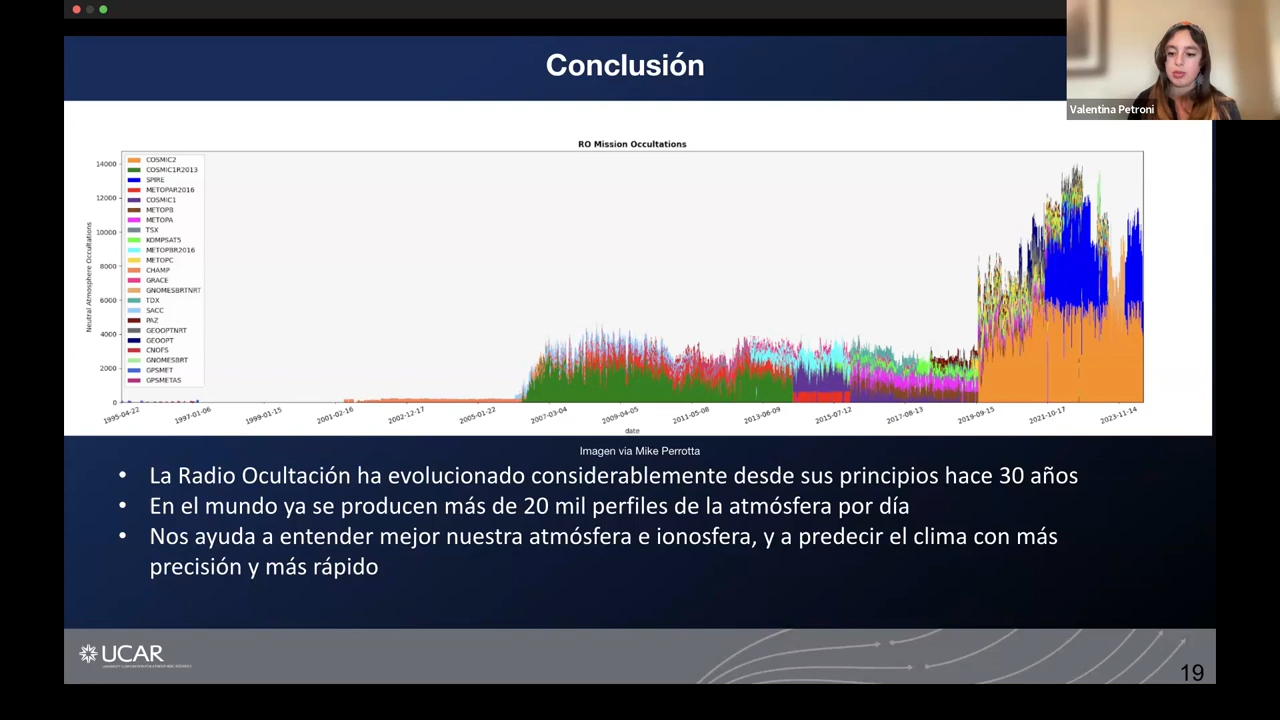 Conclusión
Valentina Petroni
RO Mission Occultations
Neutral Atmosphere Occultations
14000
12000
10000
8000
6000
4000
2000
0
COSMIC2
COSMIC1R2013
SPIRE
METOPAR2016
COSMIC1
METOPB
METOPA
TSX
KOMPSAT5
METOPBR2016
METOPC
CHAMP
GRACE
GNOMESBRTNRT
TDX
SACC
PAZ
GEOOPTNRT
GEOOPT
CNOFS
GNOMESBRT
GPSMET
GPSMETAS
1995-04-22
1997-01-06
1999-01-15
2001-02-16
2002-12-17
2005-01-22
2007-03-04
2009-04-05
2011-05-08
2013-06-09
2015-07-12
2017-08-13
2019-09-15
2021-10-17
2023-11-14
date
Imagen via Mike Perrotta
• La Radio Ocultación ha evolucionado considerablemente desde sus principios hace 30 años
• En el mundo ya se producen más de 20 mil perfiles de la atmósfera por día
• Nos ayuda a entender mejor nuestra atmósfera e ionosfera, y a predecir el clima con más
precisión y más rápido
UCAR
19